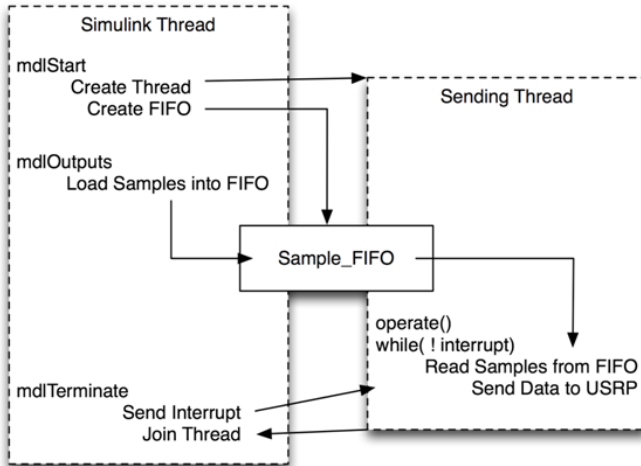 Simulink Thread
mdlStart
Create Thread
Create FIFO
mdlOutputs
Load Samples into FIFO
mdlTerminate
Send Interrupt
Join Thread
Sample_FIFO
Sending Thread
operate()
while( ! interrupt)
Read Samples from FIFO
Send Data to USRP